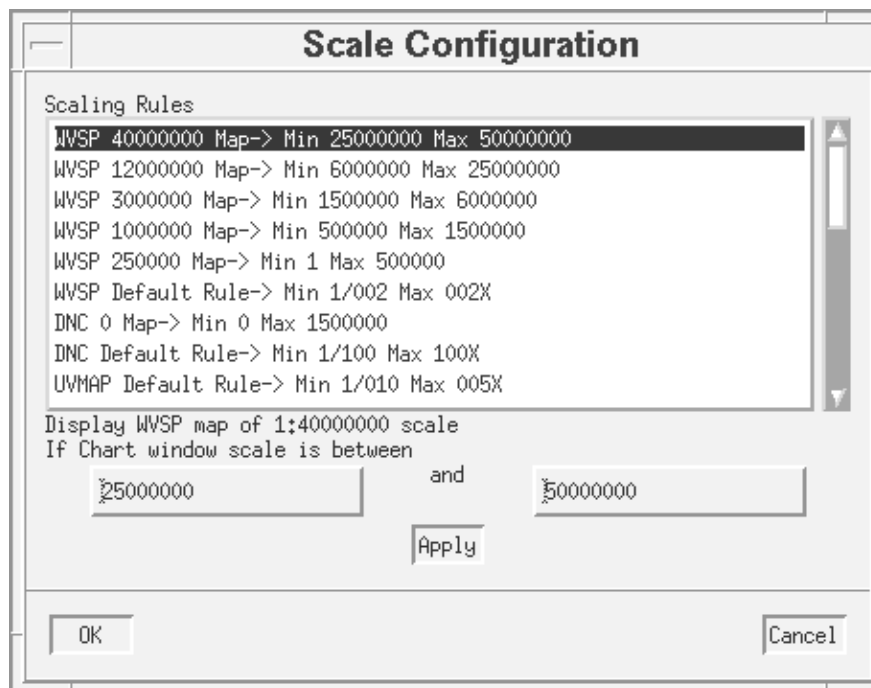 Scale Configuration
Scaling Rules
WVSP 40000000 Map-> Min 25000000 Max 50000000
WVSP 12000000 Map-> Min 6000000 Max 25000000
WVSP 3000000 Map-> Min 1500000 Max 6000000
WVSP 1000000 Map-> Min 500000 Max 1500000
WVSP 250000 Map-> Min 1 Max 500000
WVSP Default Rule-> Min 1/002 Max 002X
DNC 0 Map-> Min 0 Max 1500000
DNC Default Rule-> Min 1/100 Max 100X
UVMAP Default Rule-> Min 1/010 Max 005X
Display WVSP map of 1:40000000 scale
If Chart window scale is between
25000000 and 50000000
Apply
OK Cancel